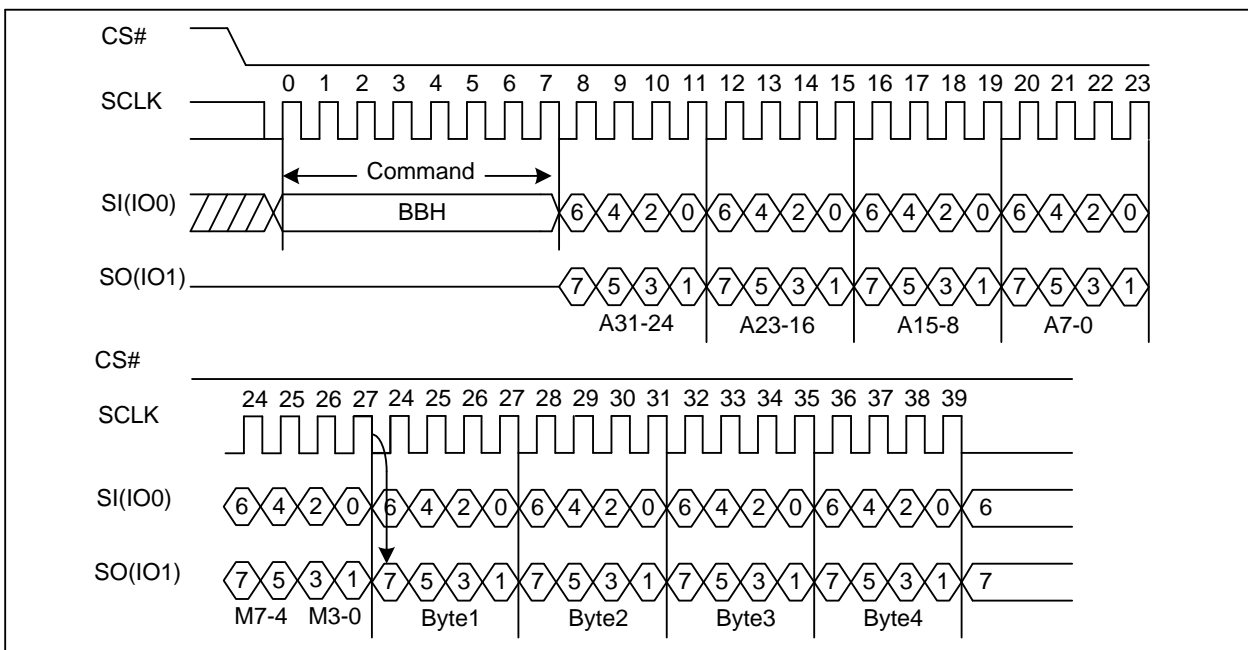 CS#
0 1 2 3 4 5 6 7 8 9 10 11 12 13 14 15 16 17 18 19 20 21 22 23
SCLK
Command
SI(IO0) BBH 6 4 2 0 6 4 2 0 6 4 2 0 6 4 2 0
SO(IO1) 7 5 3 1 7 5 3 1 7 5 3 1 7 5 3 1
A31-24 A23-16 A15-8 A7-0
CS#
24 25 26 27 24 25 26 27 28 29 30 31 32 33 34 35 36 37 38 39
SCLK
SI(IO0) 6 4 2 0 6 4 2 0 6 4 2 0 6 4 2 0 6 4 2 0 6
SO(IO1) 7 5 3 1 7 5 3 1 7 5 3 1 7 5 3 1 7 5 3 1 7
M7-4 M3-0 Byte1 Byte2 Byte3 Byte4